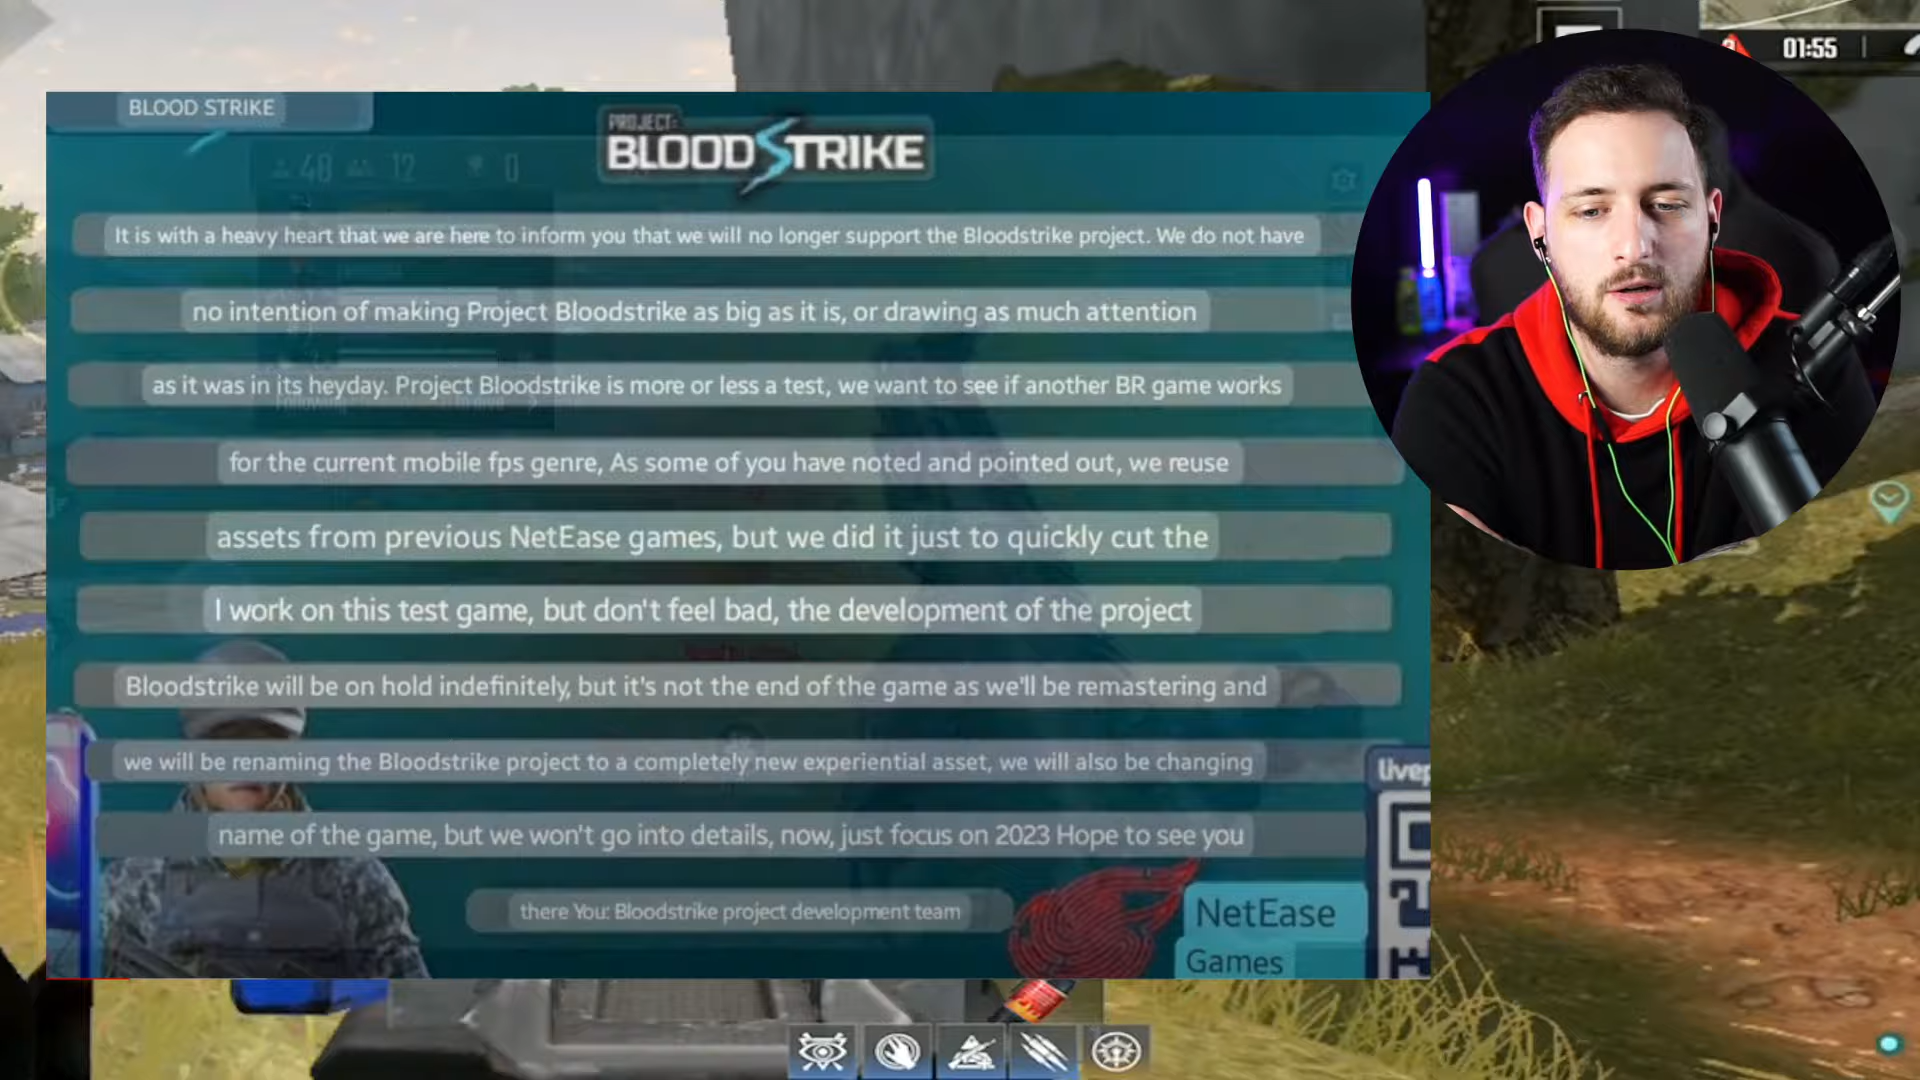 01:55
BLOOD STRIKE
PROJECT:
BLOODSTRIKE
48 12 0
It is with a heavy heart that we are here to inform you that we will no longer support the Bloodstrike project. We do not have
no intention of making Project Bloodstrike as big as it is, or drawing as much attention
as it was in its heyday. Project Bloodstrike is more or less a test, we want to see if another BR game works
for the current mobile fps genre, As some of you have noted and pointed out, we reuse
assets from previous NetEase games, but we did it just to quickly cut the
I work on this test game, but don't feel bad, the development of the project
Bloodstrike will be on hold indefinitely, but it's not the end of the game as we'll be remastering and
we will be renaming the Bloodstrike project to a completely new experiential asset, we will also be changing
livep
name of the game, but we won't go into details, now, just focus on 2023 Hope to see you
there You: Bloodstrike project development team
NetEase
Games